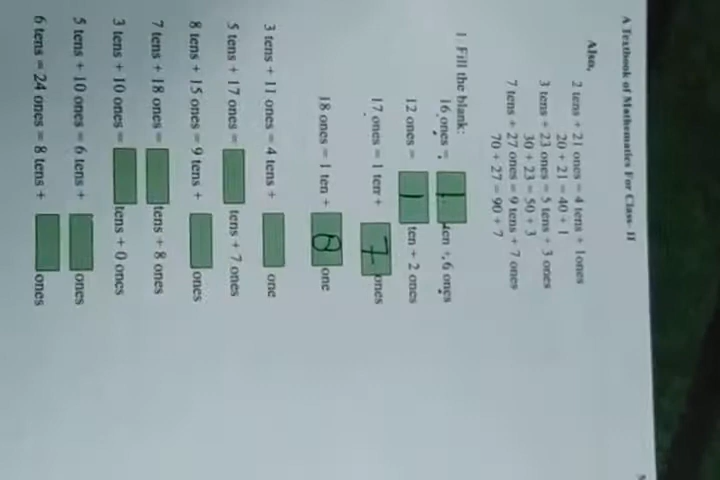 A Textbook of Mathematics For Class- II
Also,
2 tens + 21 ones = 4 tens + 1ones
20 + 21 = 40 + 1
3 tens + 23 ones = 5 tens + 3 ones
30 + 23 = 50 + 3
7 tens + 27 ones = 9 tens + 7 ones
70 + 27 = 90 + 7
1. Fill the blank:
16 ones = 1 ten + 6 ones
12 ones = 1 ten + 2 ones
17 ones = 1 ten + 7 ones
18 ones = 1 ten + 8 one
3 tens + 11 ones = 4 tens + one
5 tens + 17 ones = tens + 7 ones
8 tens + 15 ones = 9 tens + ones
7 tens + 18 ones = tens + 8 ones
3 tens + 10 ones = tens + 0 ones
5 tens + 10 ones = 6 tens + ones
6 tens = 24 ones = 8 tens + ones